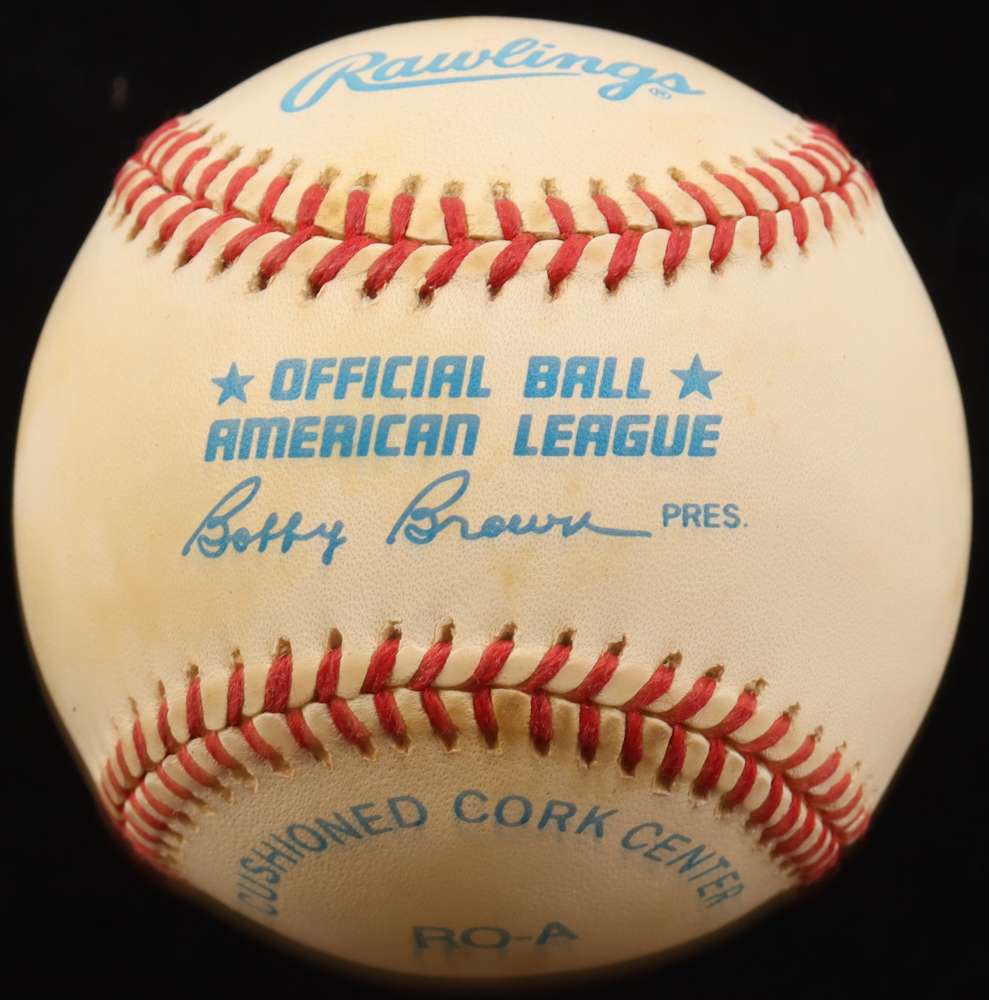 Rawlings®
★ OFFICIAL BALL ★
AMERICAN LEAGUE
Bobby Brown PRES.
CUSHIONED CORK CENTER
RO-A